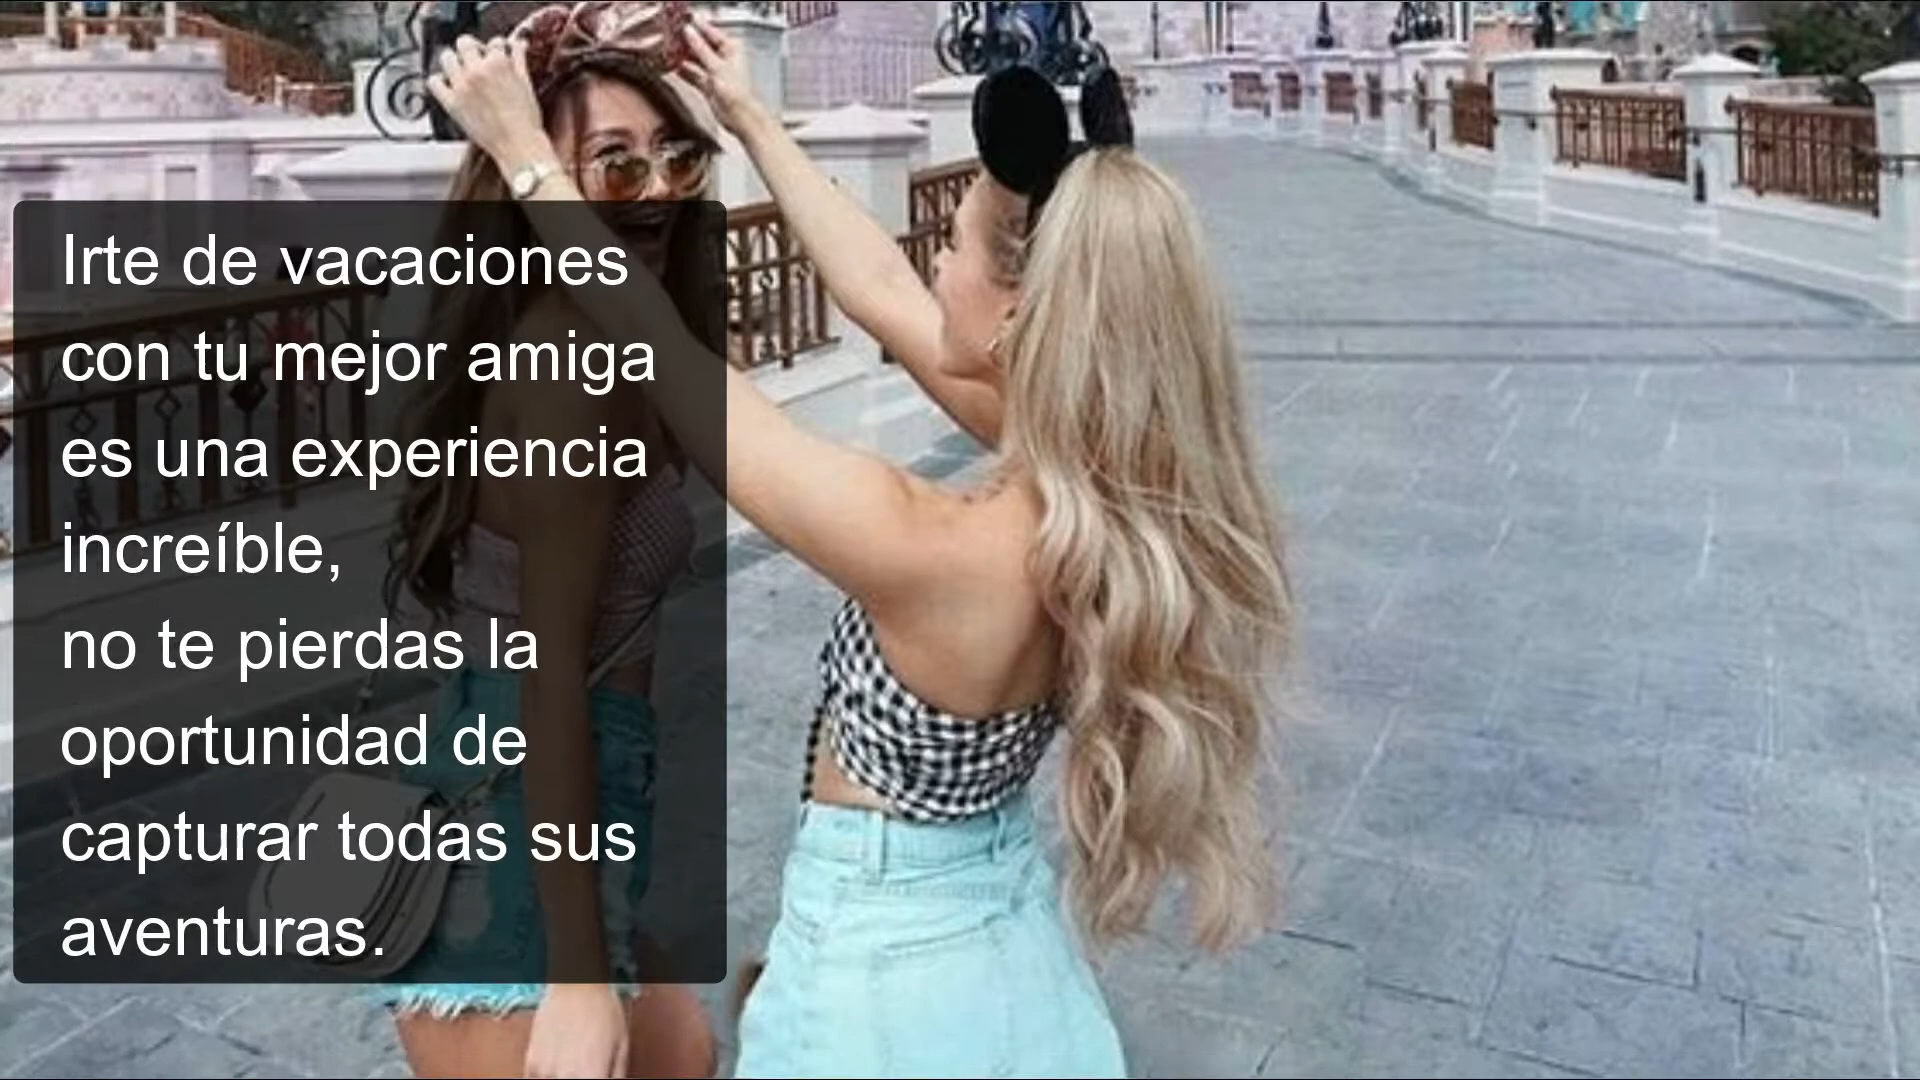 Irte de vacaciones
con tu mejor amiga
es una experiencia
increíble,
no te pierdas la
oportunidad de
capturar todas sus
aventuras.